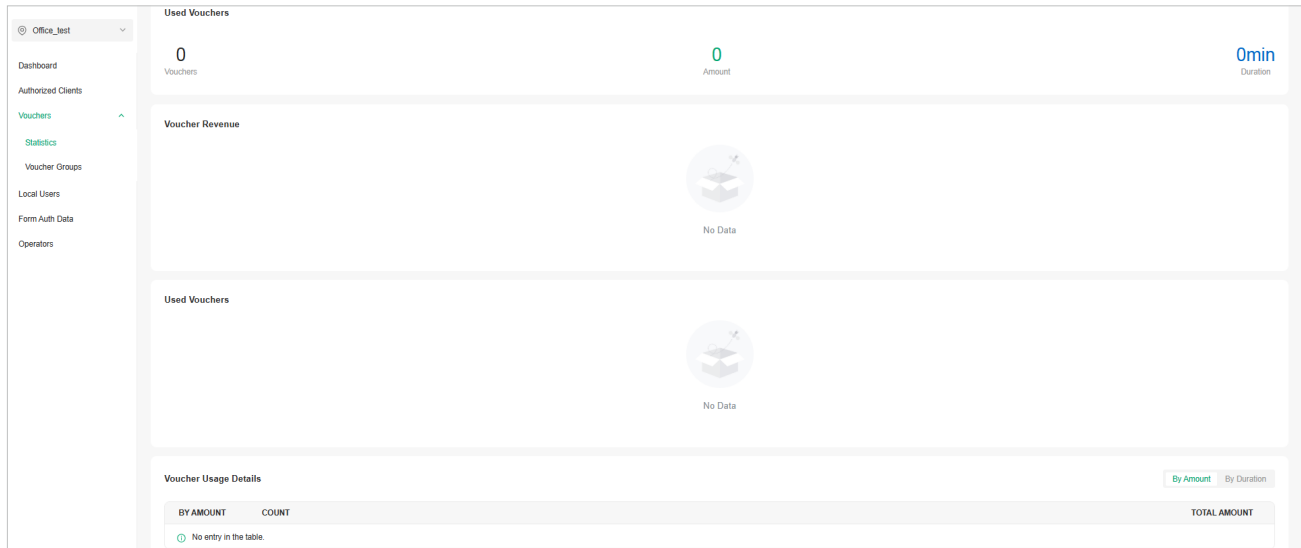 Office_test
Dashboard
Authorized Clients
Vouchers
Statistics
Voucher Groups
Local Users
Form Auth Data
Operators
Used Vouchers
0 0 0min
Vouchers Amount Duration
Voucher Revenue
No Data
Used Vouchers
No Data
Voucher Usage Details By Amount By Duration
BY AMOUNT COUNT TOTAL AMOUNT
No entry in the table.